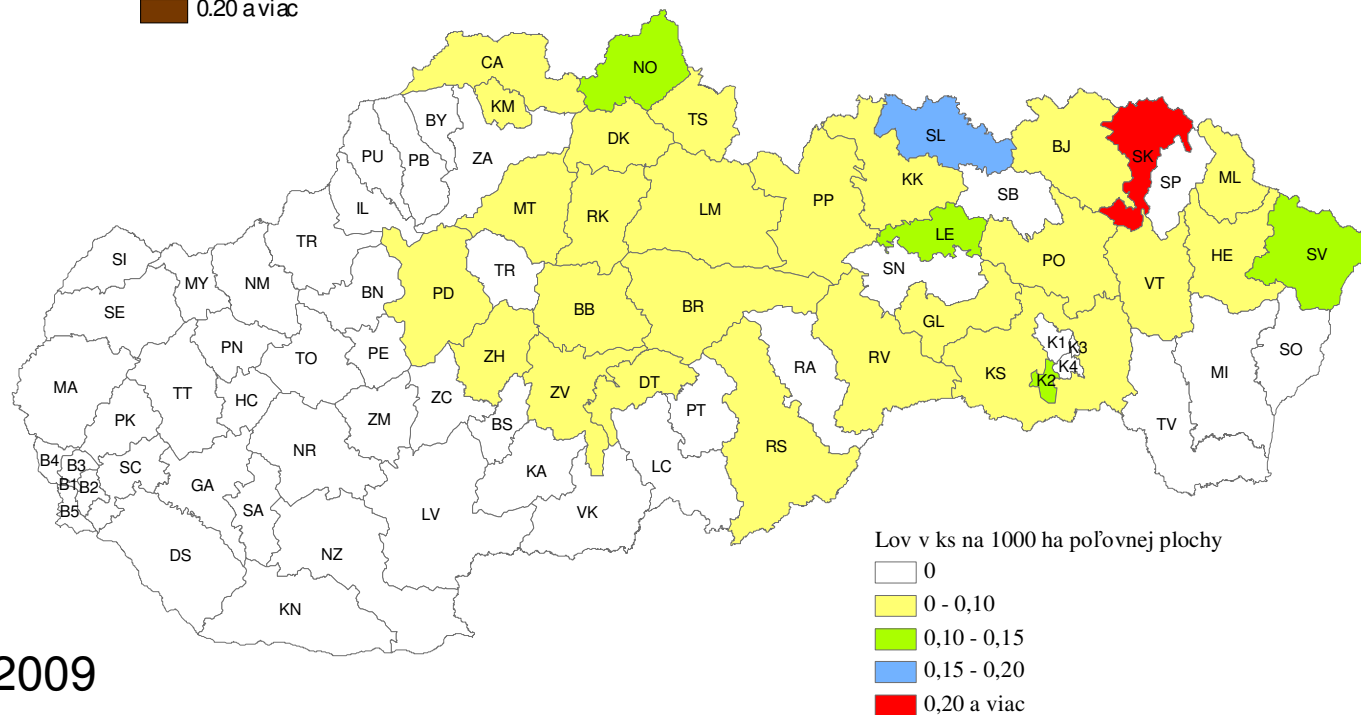 0.20 a viac
NO
CA
KM
TS
BY
DK
PU
PB
ZA
SL
BJ
SK
SP
ML
KK
SB
IL
MT
RK
LM
PP
TR
LE
PO
HE
SV
VT
SI
MY
NM
TR
SN
BN
PD
BB
BR
GL
SE
PN
TO
PE
ZH
RV
K1
K3
K4
K2
KS
SO
MI
RA
DT
ZV
MA
TT
HC
ZC
PK
ZM
BS
PT
TV
RS
NR
B4
B3
SC
B1
B2
GA
KA
LC
B5
SA
LV
VK
DS
NZ
KN
2009
Lov v ks na 1000 ha poľovnej plochy
0
0 - 0,10
0,10 - 0,15
0,15 - 0,20
0,20 a viac